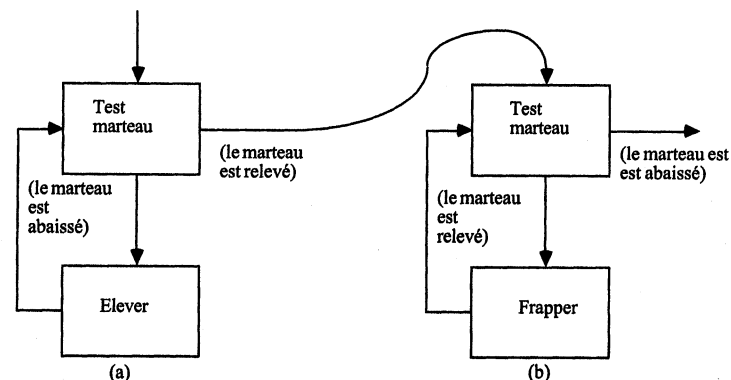 Test
marteau
(le marteau
est relevé)
(le marteau
est
abaissé)
Elever
(a)
Test
marteau
(le marteau est
est abaissé)
(le marteau
est
relevé)
Frapper
(b)